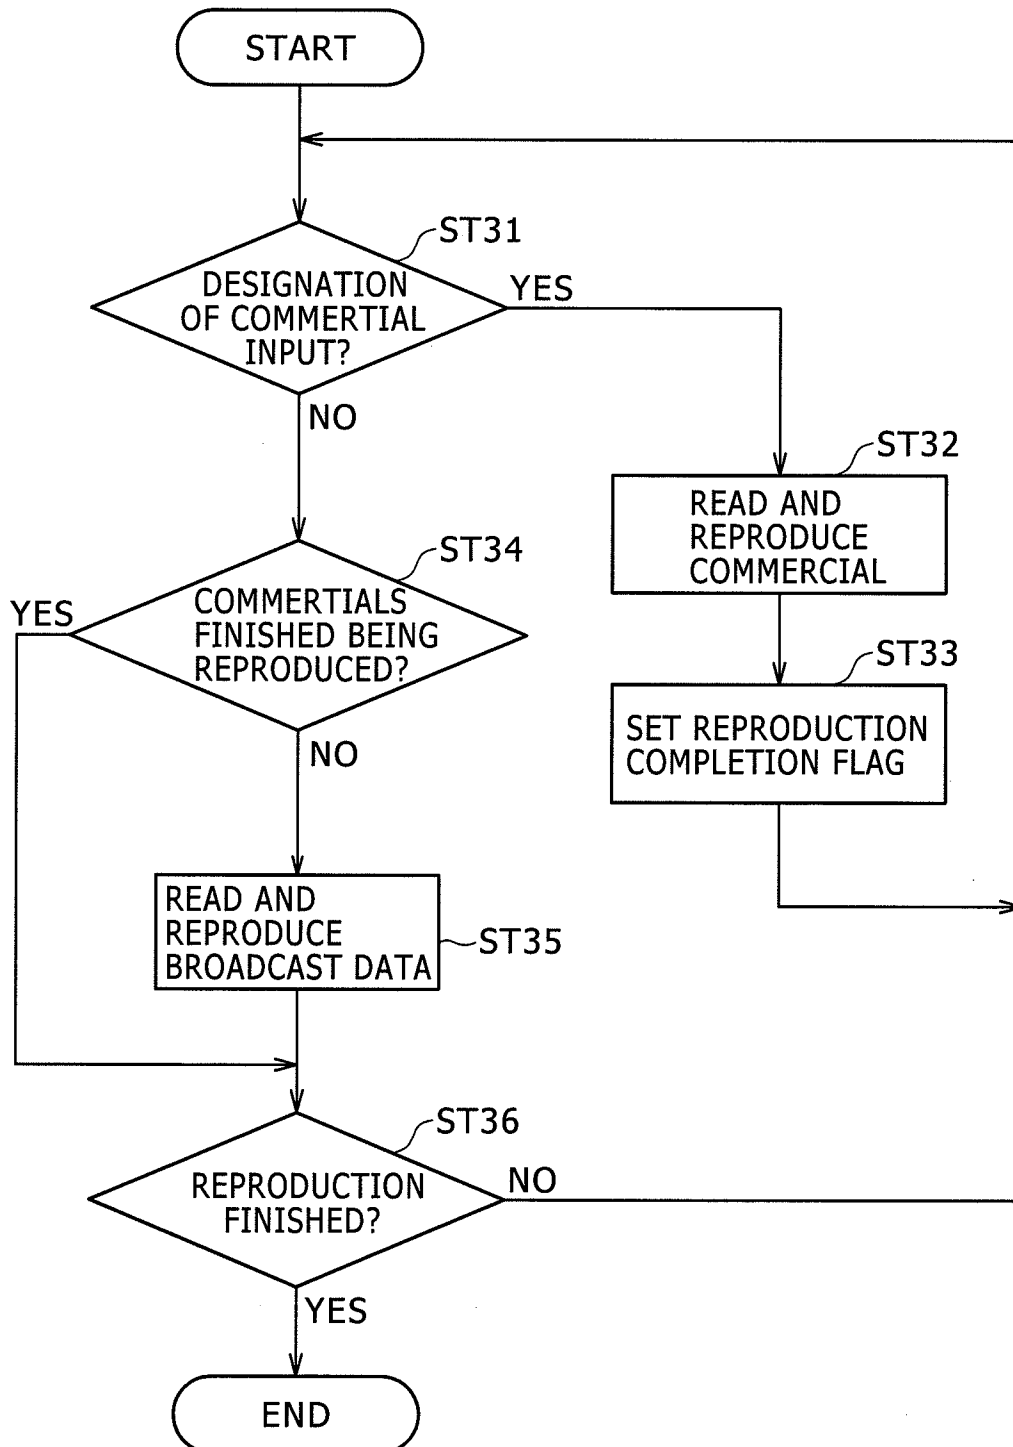 START
ST31
DESIGNATION
OF COMMERTIAL
INPUT?
YES
NO
ST32
READ AND
REPRODUCE
COMMERCIAL
ST34
COMMERTIALS
FINISHED BEING
REPRODUCED?
YES
NO
ST33
SET REPRODUCTION
COMPLETION FLAG
READ AND
REPRODUCE
BROADCAST DATA
ST35
ST36
REPRODUCTION
FINISHED?
NO
YES
END